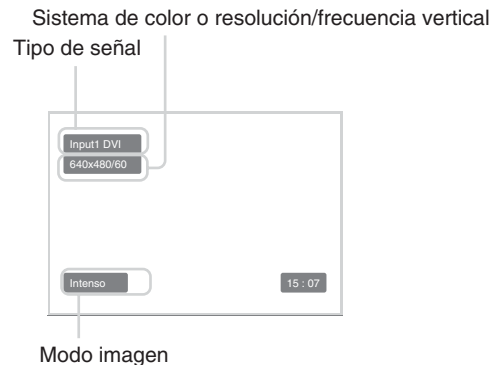 Sistema de color o resolución/frecuencia vertical
Tipo de señal
Input1 DVI
640x480/60
Intenso
15 : 07
Modo imagen